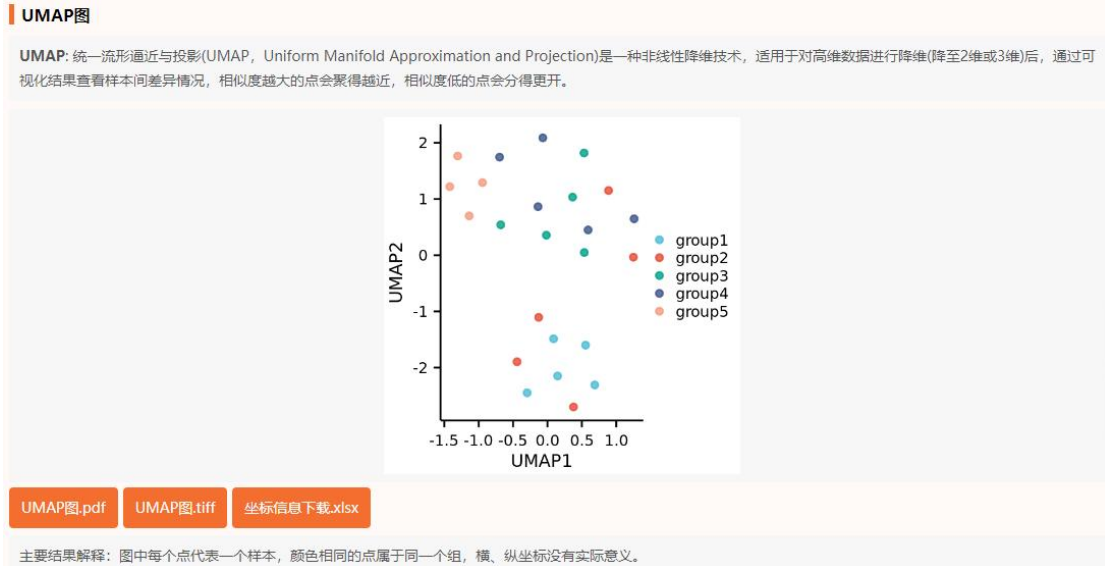 UMAP图
UMAP: 统一流形逼近与投影(UMAP，Uniform Manifold Approximation and Projection)是一种非线性降维技术，适用于对高维数据进行降维(降至2维或3维)后，通过可
视化结果查看样本间差异情况，相似度越大的点会聚得越近，相似度低的点会分得更开。
2
1
0
-1
-2
UMAP2
group1
group2
group3
group4
group5
-1.5 -1.0 -0.5 0.0 0.5 1.0
UMAP1
UMAP图.pdf UMAP图.tiff 坐标信息下载.xlsx
主要结果解释：图中每个点代表一个样本，颜色相同的点属于同一个组，横、纵坐标没有实际意义。